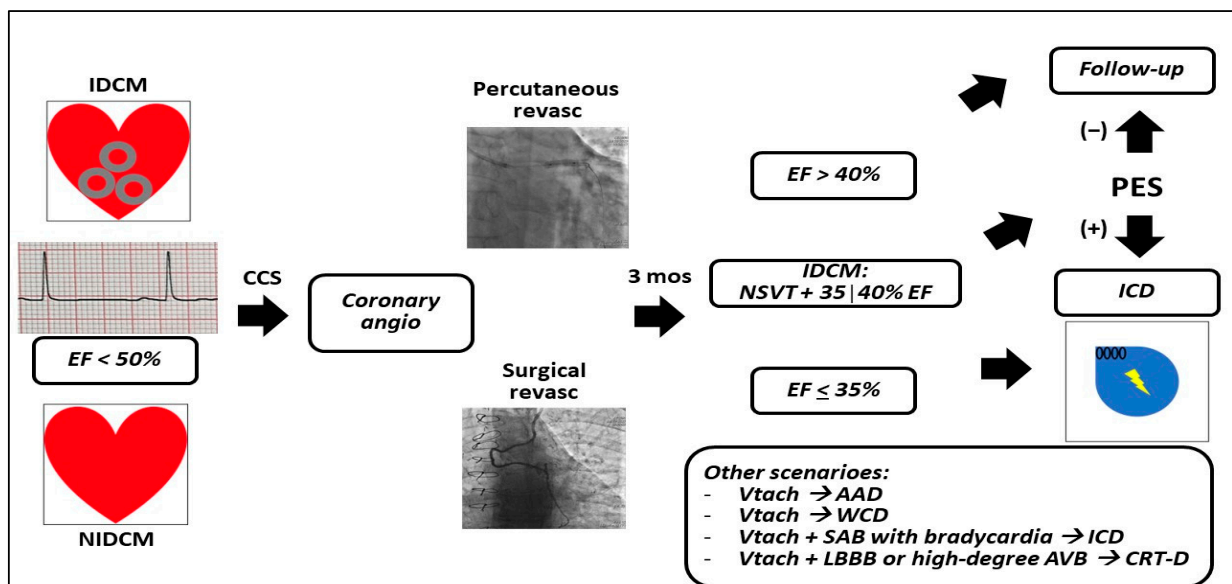 IDCM
EF < 50%
NIDCM
CCS
Coronary
angio
Percutaneous
revasc
Surgical
revasc
3 mos
EF > 40%
IDCM:
NSVT + 35|40% EF
EF ≤ 35%
Follow-up
(–)
PES
(+)
ICD
0000
Other scenarioes:
- Vtach → AAD
- Vtach → WCD
- Vtach + SAB with bradycardia → ICD
- Vtach + LBBB or high-degree AVB → CRT-D